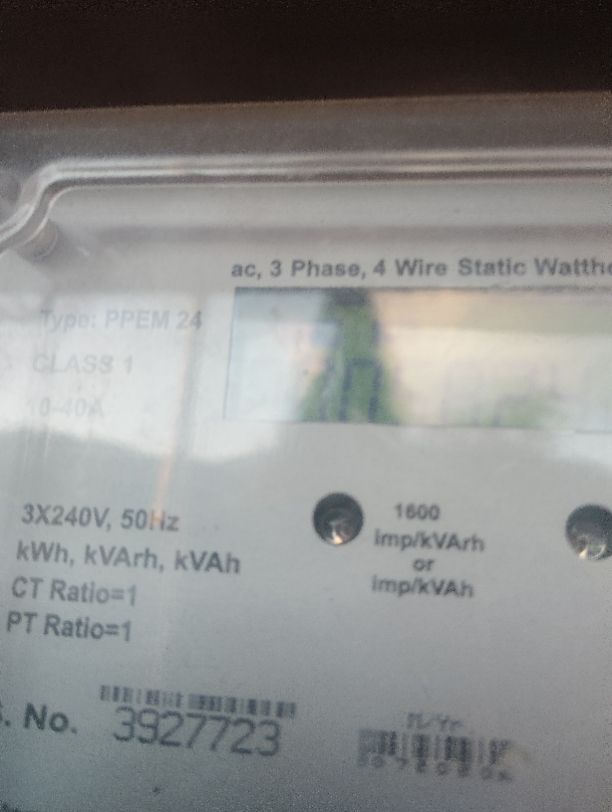 ac, 3 Phase, 4 Wire Static
Type: PPEM 24
CLASS 1
10-40A
3X240V, 50Hz
kWh, kVArh, kVAh
CT Ratio=1
PT Ratio=1
1600
imp/kVArh
or
imp/kVAh
No.
3927723